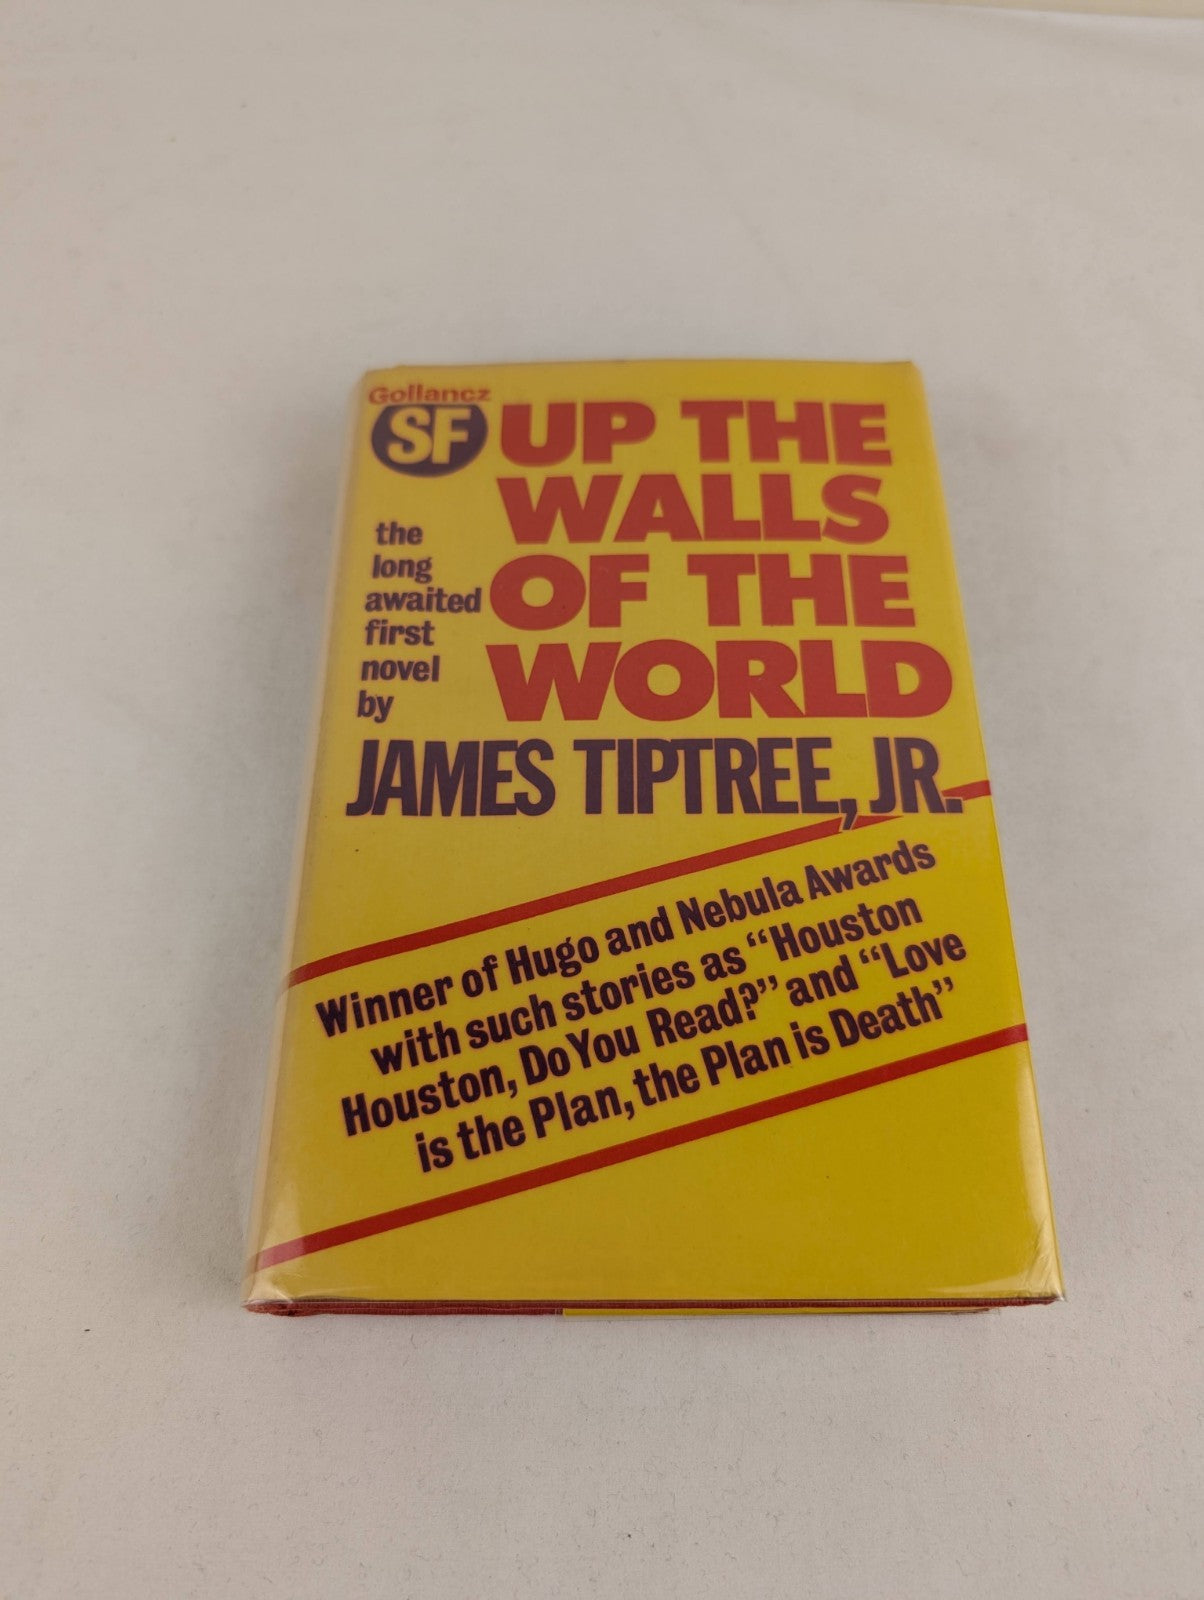 Gollancz
SF
UP THE
WALLS
OF THE
WORLD
the
long
awaited
first
novel
by
JAMES TIPTREE, JR.
Winner of Hugo and Nebula Awards
with such stories as “Houston
Houston, Do You Read?” and “Love
is the Plan, the Plan is Death”